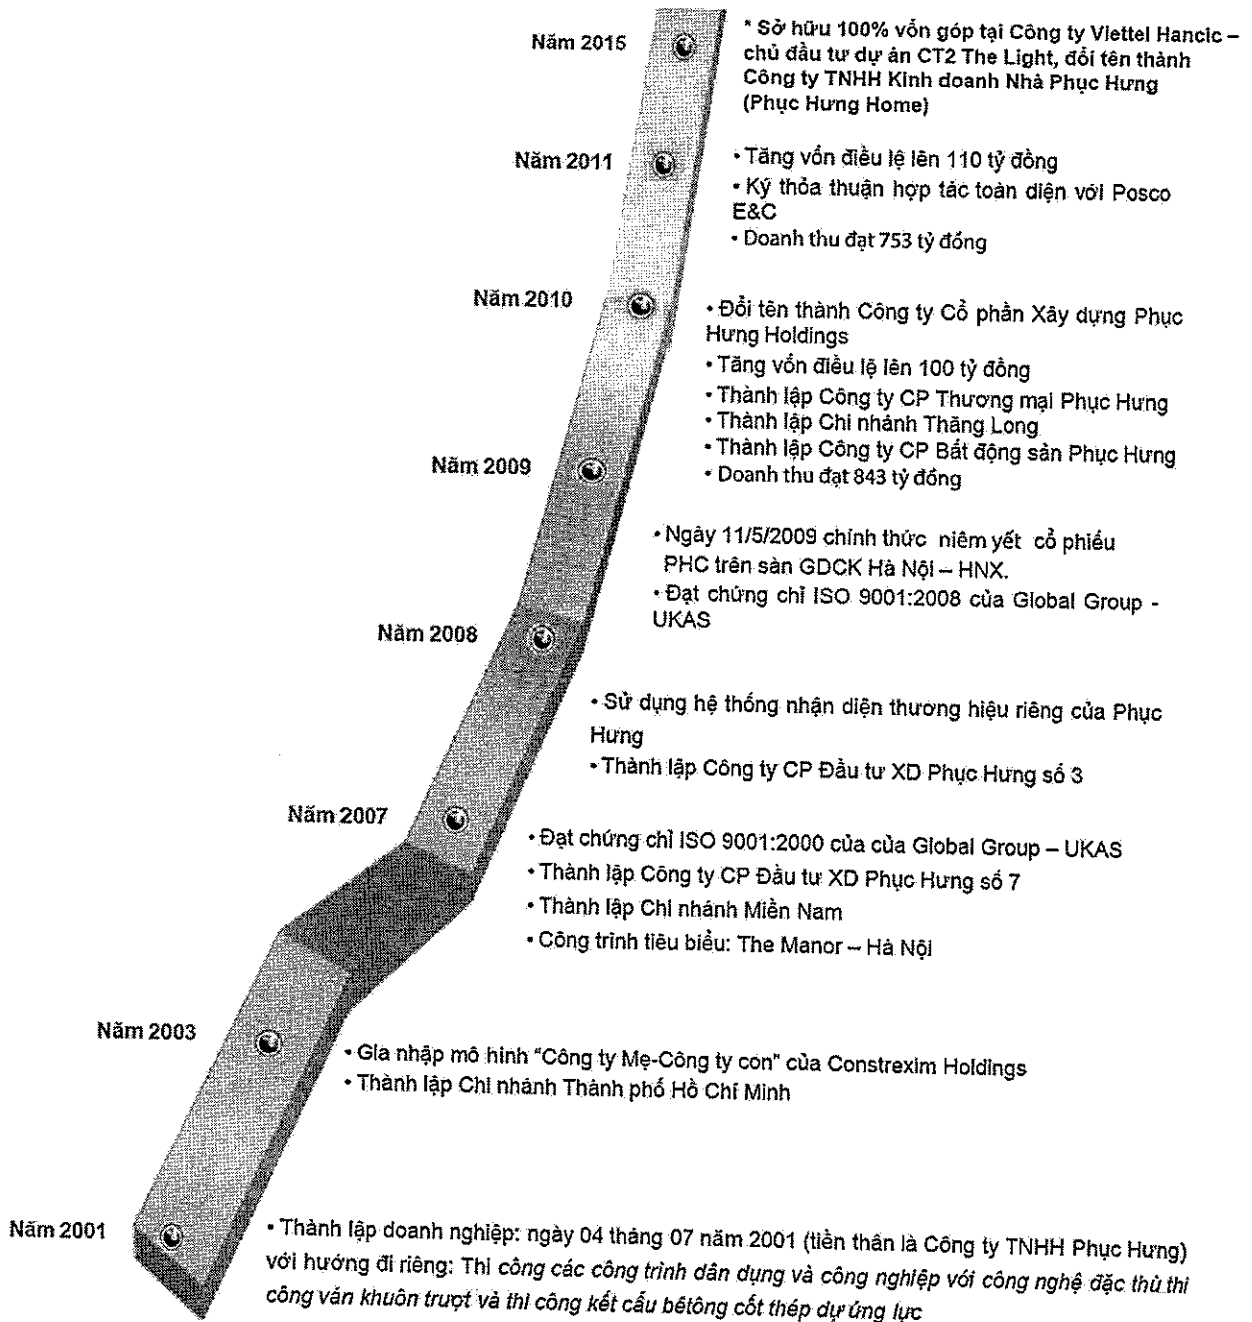 Năm 2015
* Sở hữu 100% vốn góp tại Công ty Viettel Hancic –
chủ đầu tư dự án CT2 The Light, đổi tên thành
Công ty TNHH Kinh doanh Nhà Phục Hưng
(Phục Hưng Home)
Năm 2011
• Tăng vốn điều lệ lên 110 tỷ đồng
• Ký thỏa thuận hợp tác toàn diện với Posco
E&C
• Doanh thu đạt 753 tỷ đồng
Năm 2010
• Đổi tên thành Công ty Cổ phần Xây dựng Phục
Hưng Holdings
• Tăng vốn điều lệ lên 100 tỷ đồng
• Thành lập Công ty CP Thương mại Phục Hưng
• Thành lập Chi nhánh Thăng Long
• Thành lập Công ty CP Bất động sản Phục Hưng
• Doanh thu đạt 843 tỷ đồng
Năm 2009
• Ngày 11/5/2009 chính thức niêm yết cổ phiếu
PHC trên sàn GDCK Hà Nội – HNX.
• Đạt chứng chỉ ISO 9001:2008 của Global Group -
UKAS
Năm 2008
• Sử dụng hệ thống nhận diện thương hiệu riêng của Phục
Hưng
• Thành lập Công ty CP Đầu tư XD Phục Hưng số 3
Năm 2007
• Đạt chứng chỉ ISO 9001:2000 của của Global Group – UKAS
• Thành lập Công ty CP Đầu tư XD Phục Hưng số 7
• Thành lập Chi nhánh Miền Nam
• Công trình tiêu biểu: The Manor – Hà Nội
Năm 2003
• Gia nhập mô hình “Công ty Mẹ-Công ty con” của Constrexim Holdings
• Thành lập Chi nhánh Thành phố Hồ Chí Minh
Năm 2001
• Thành lập doanh nghiệp: ngày 04 tháng 07 năm 2001 (tiền thân là Công ty TNHH Phục Hưng)
với hướng đi riêng: Thi công các công trình dân dụng và công nghiệp với công nghệ đặc thù thi
công ván khuôn trượt và thi công kết cấu bêtông cốt thép dự ứng lực